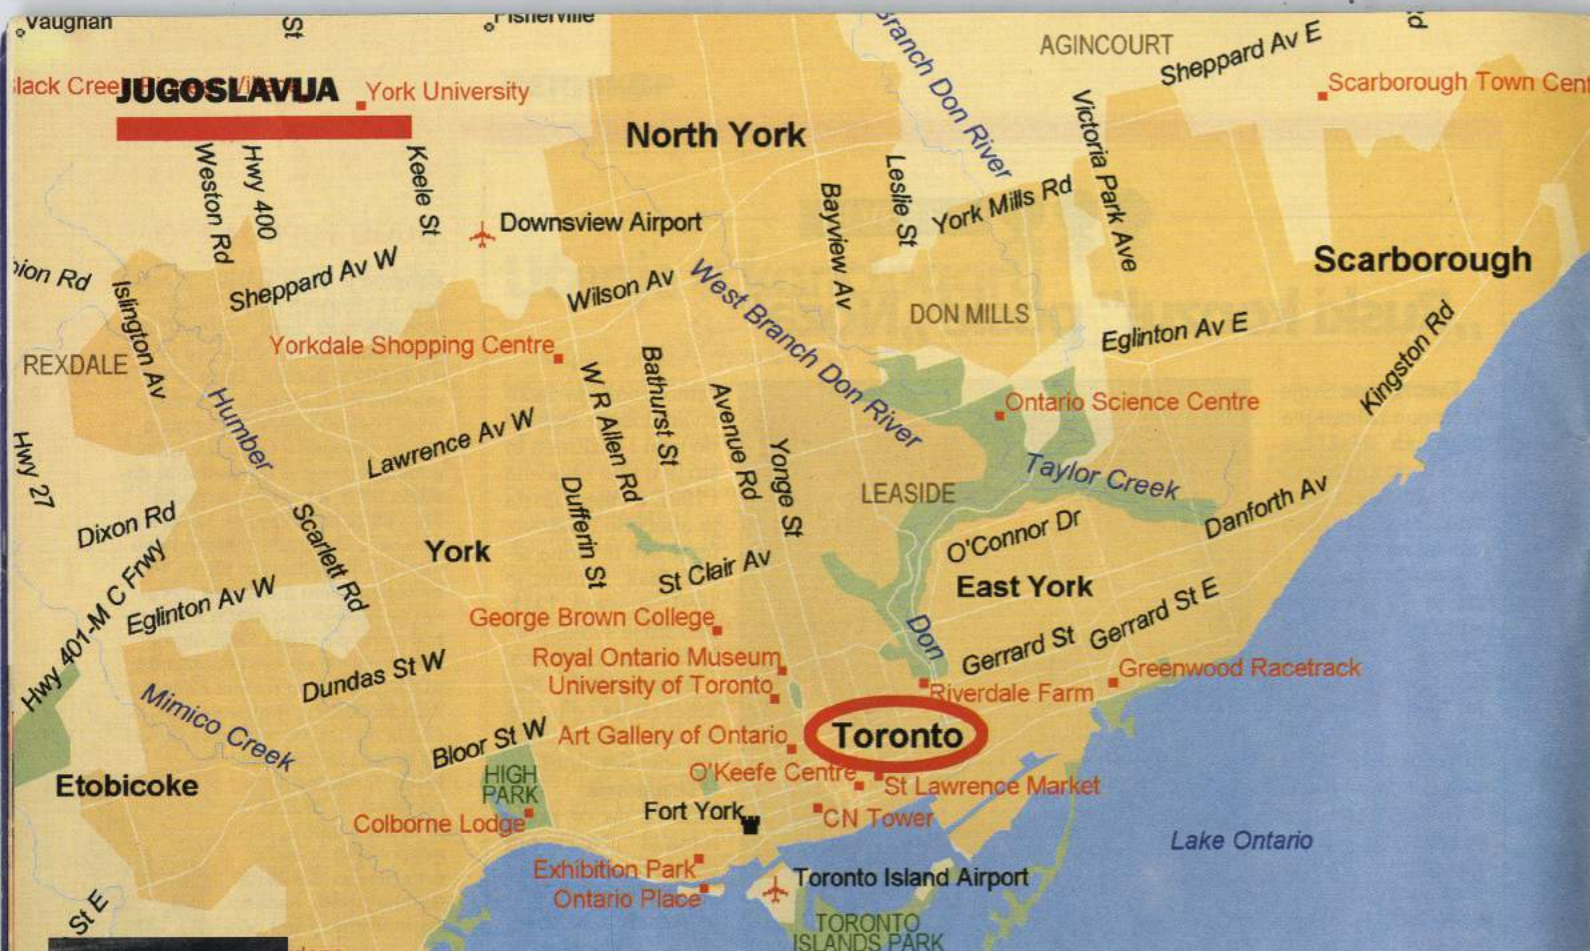 Vaughan
St
Fisherville
JUGOSLAVIJA
York University
AGINCOURT
Sheppard Av E
Scarborough Town
North York
Branch Don River
Weston Rd
Hwy 400
Keele St
Downsview Airport
Bayview Av
Leslie St
York Mills Rd
Victoria Park Ave
Scarborough
Rd
Islington Av
Sheppard Av W
Wilson Av
West Branch Don River
DON MILLS
Eglinton Av E
Kingston Rd
REXDALE
Yorkdale Shopping Centre
Humber
W R Allen Rd
Bathurst St
Avenue Rd
Yonge St
Ontario Science Centre
Hwy 27
Lawrence Av W
Taylor Creek
LEASIDE
Dixon Rd
Scarlett Rd
York
Dufferin St
St Clair Av
O'Connor Dr
Danforth Av
East York
Hwy 401-M C Frwy
Eglinton Av W
George Brown College
Don
Gerrard St
Gerrard St E
Dundas St W
Royal Ontario Museum
University of Toronto
Riverdale Farm
Greenwood Racetrack
Mimico Creek
Bloor St W
Art Gallery of Ontario
Toronto
Etobicoke
HIGH
PARK
O'Keefe Centre
St Lawrence Market
Colborne Lodge
Fort York
CN Tower
Lake Ontario
Exhibition Park
Ontario Place
Toronto Island Airport
St E
TORONTO
ISLANDS PARK